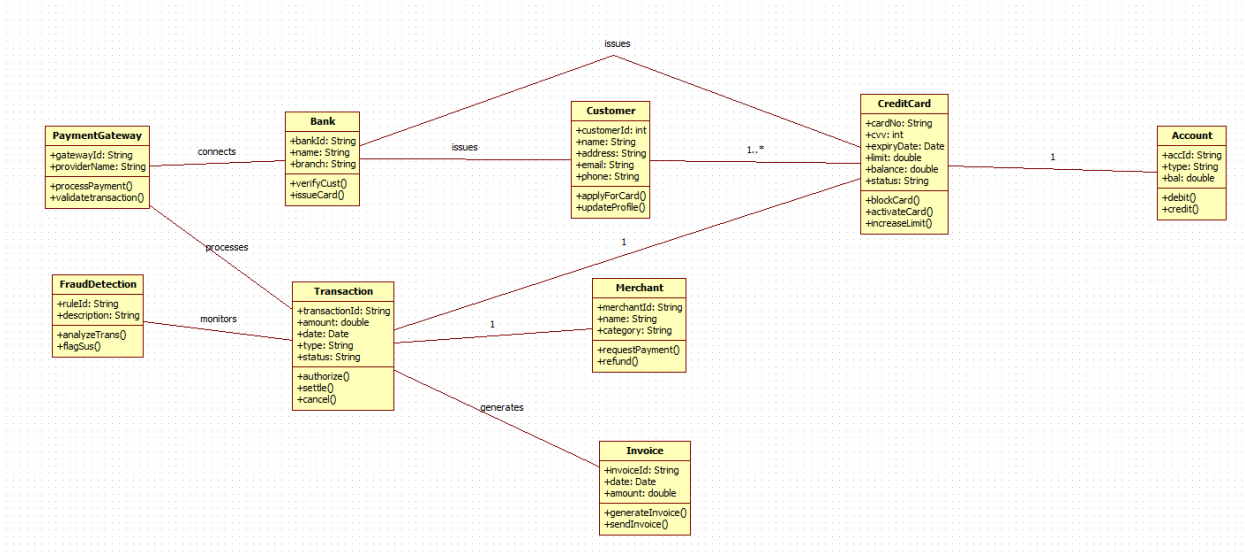 issues
PaymentGateway
+gatewayId: String
+providerName: String
+processPayment()
+validatetransaction()
connects
Bank
+bankId: String
+name: String
+branch: String
+verifyCust()
+issueCard()
issues
Customer
+customerId: int
+name: String
+address: String
+email: String
+phone: String
+applyForCard()
+updateProfile()
1..*
CreditCard
+cardNo: String
+cvv: int
+expiryDate: Date
+limit: double
+balance: double
+status: String
+blockCard()
+activateCard()
+increaseLimit()
1
Account
+accId: String
+type: String
+bal: double
+debit()
+credit()
processes
1
FraudDetection
+ruleId: String
+description: String
+analyzeTrans()
+flagSus()
monitors
Transaction
+transactionId: String
+amount: double
+date: Date
+type: String
+status: String
+authorize()
+settle()
+cancel()
1
Merchant
+merchantId: String
+name: String
+category: String
+requestPayment()
+refund()
generates
Invoice
+invoiceId: String
+date: Date
+amount: double
+generateInvoice()
+sendInvoice()